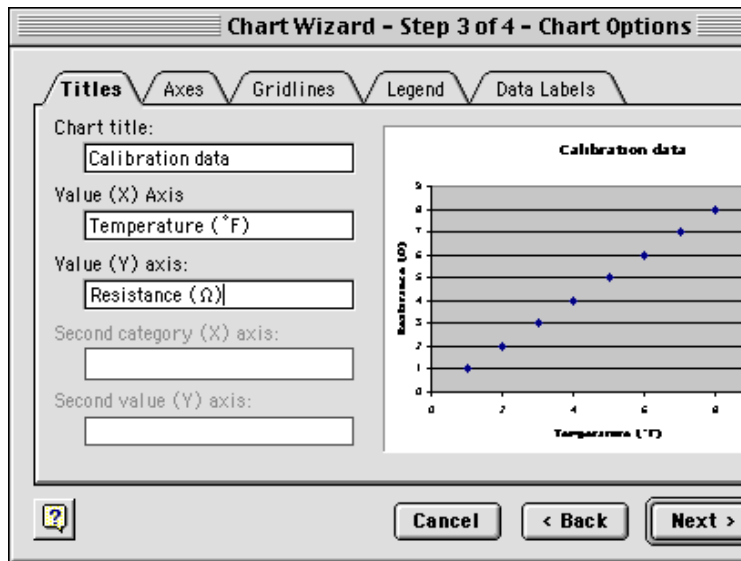 Chart Wizard – Step 3 of 4 – Chart Options
Titles Axes Gridlines Legend Data Labels
Chart title:
Calibration data
Value (X) Axis
Temperature (°F)
Value (Y) axis:
Resistance (Ω)
Second category (X) axis:
Second value (Y) axis:
Calibration data
9
8
7
6
5
4
3
2
1
0
0 2 4 6 8
Resistance (Ω)
Temperature (°F)
?
Cancel < Back Next >